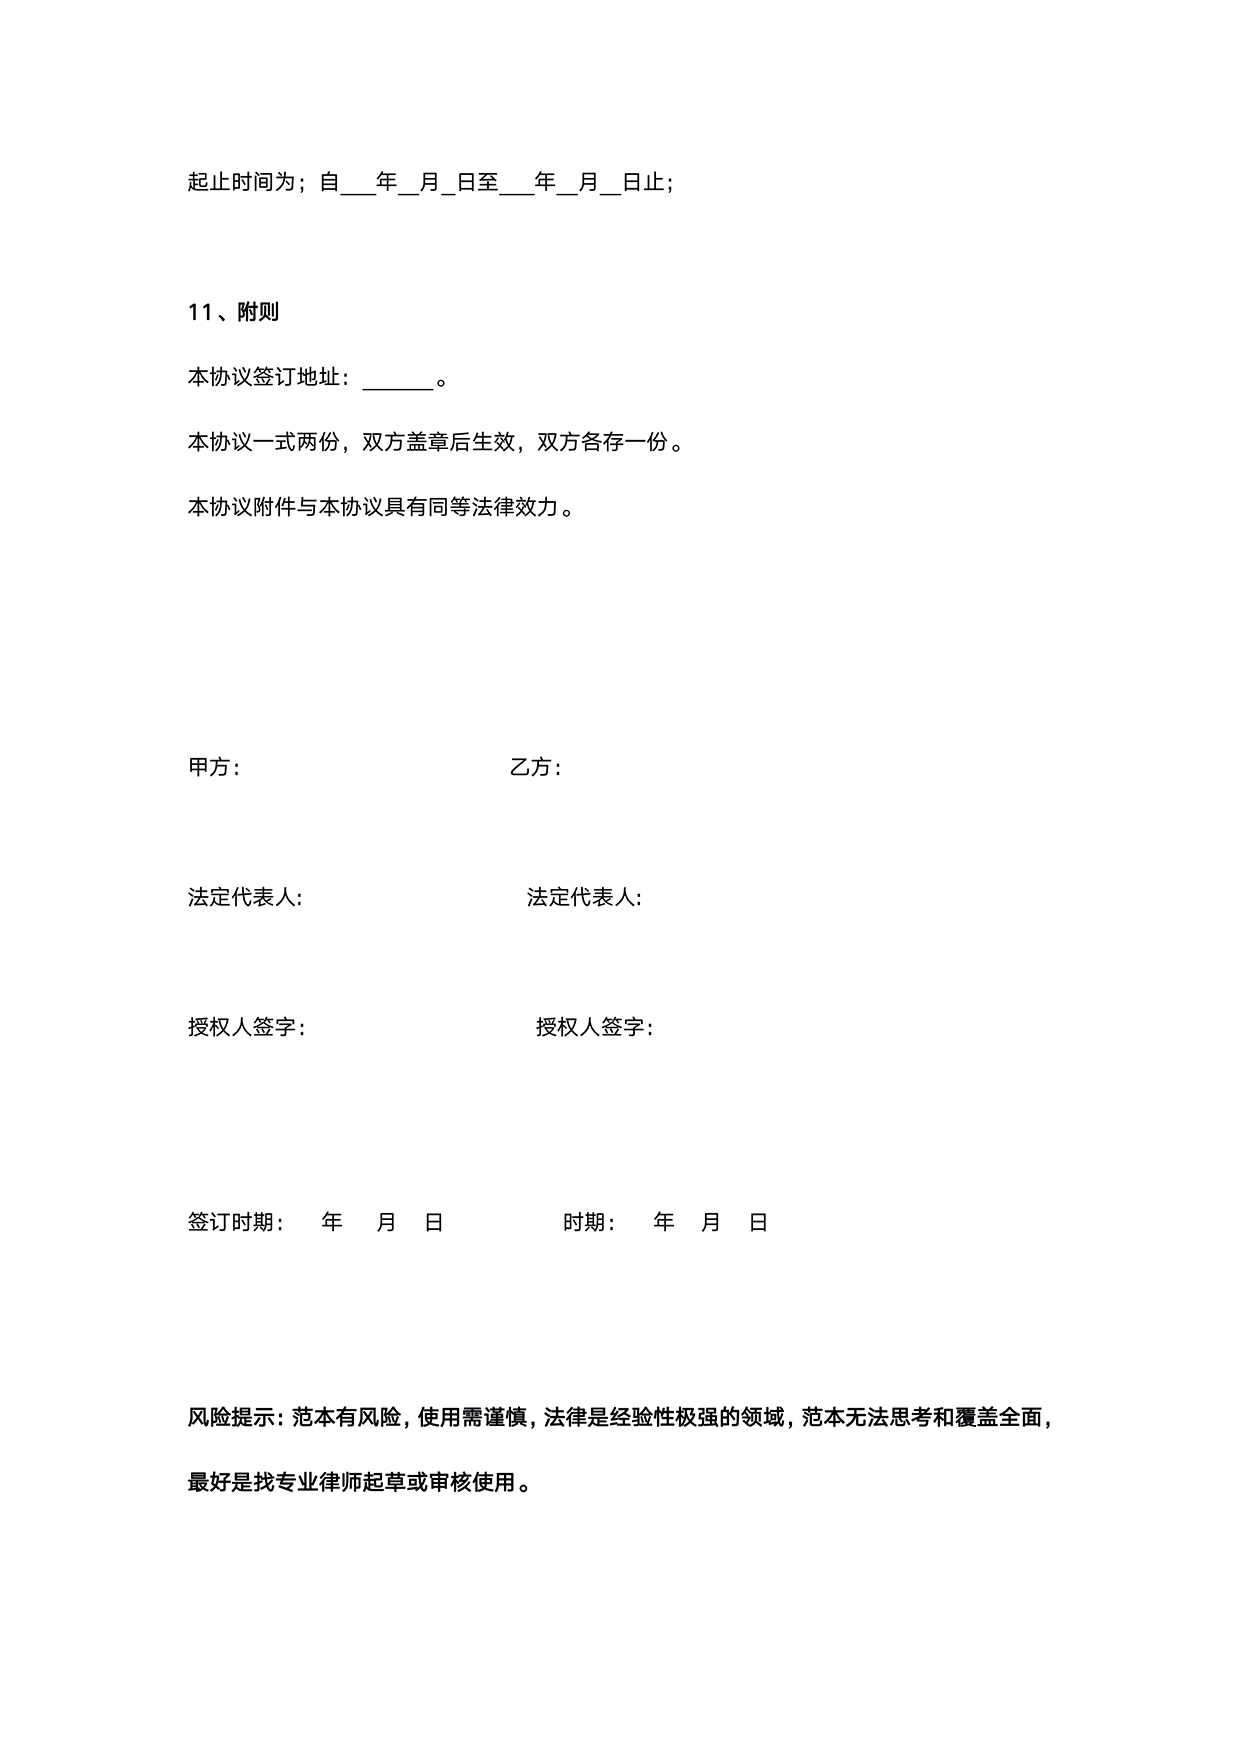 起止时间为；自___年__月_日至___年__月__日止；
11、附则
本协议签订地址：______。
本协议一式两份，双方盖章后生效，双方各存一份。
本协议附件与本协议具有同等法律效力。
甲方： 乙方：
法定代表人: 法定代表人:
授权人签字： 授权人签字：
签订时期： 年 月 日 时期： 年 月 日
风险提示：范本有风险，使用需谨慎，法律是经验性极强的领域，范本无法思考和覆盖全面，
最好是找专业律师起草或审核使用。